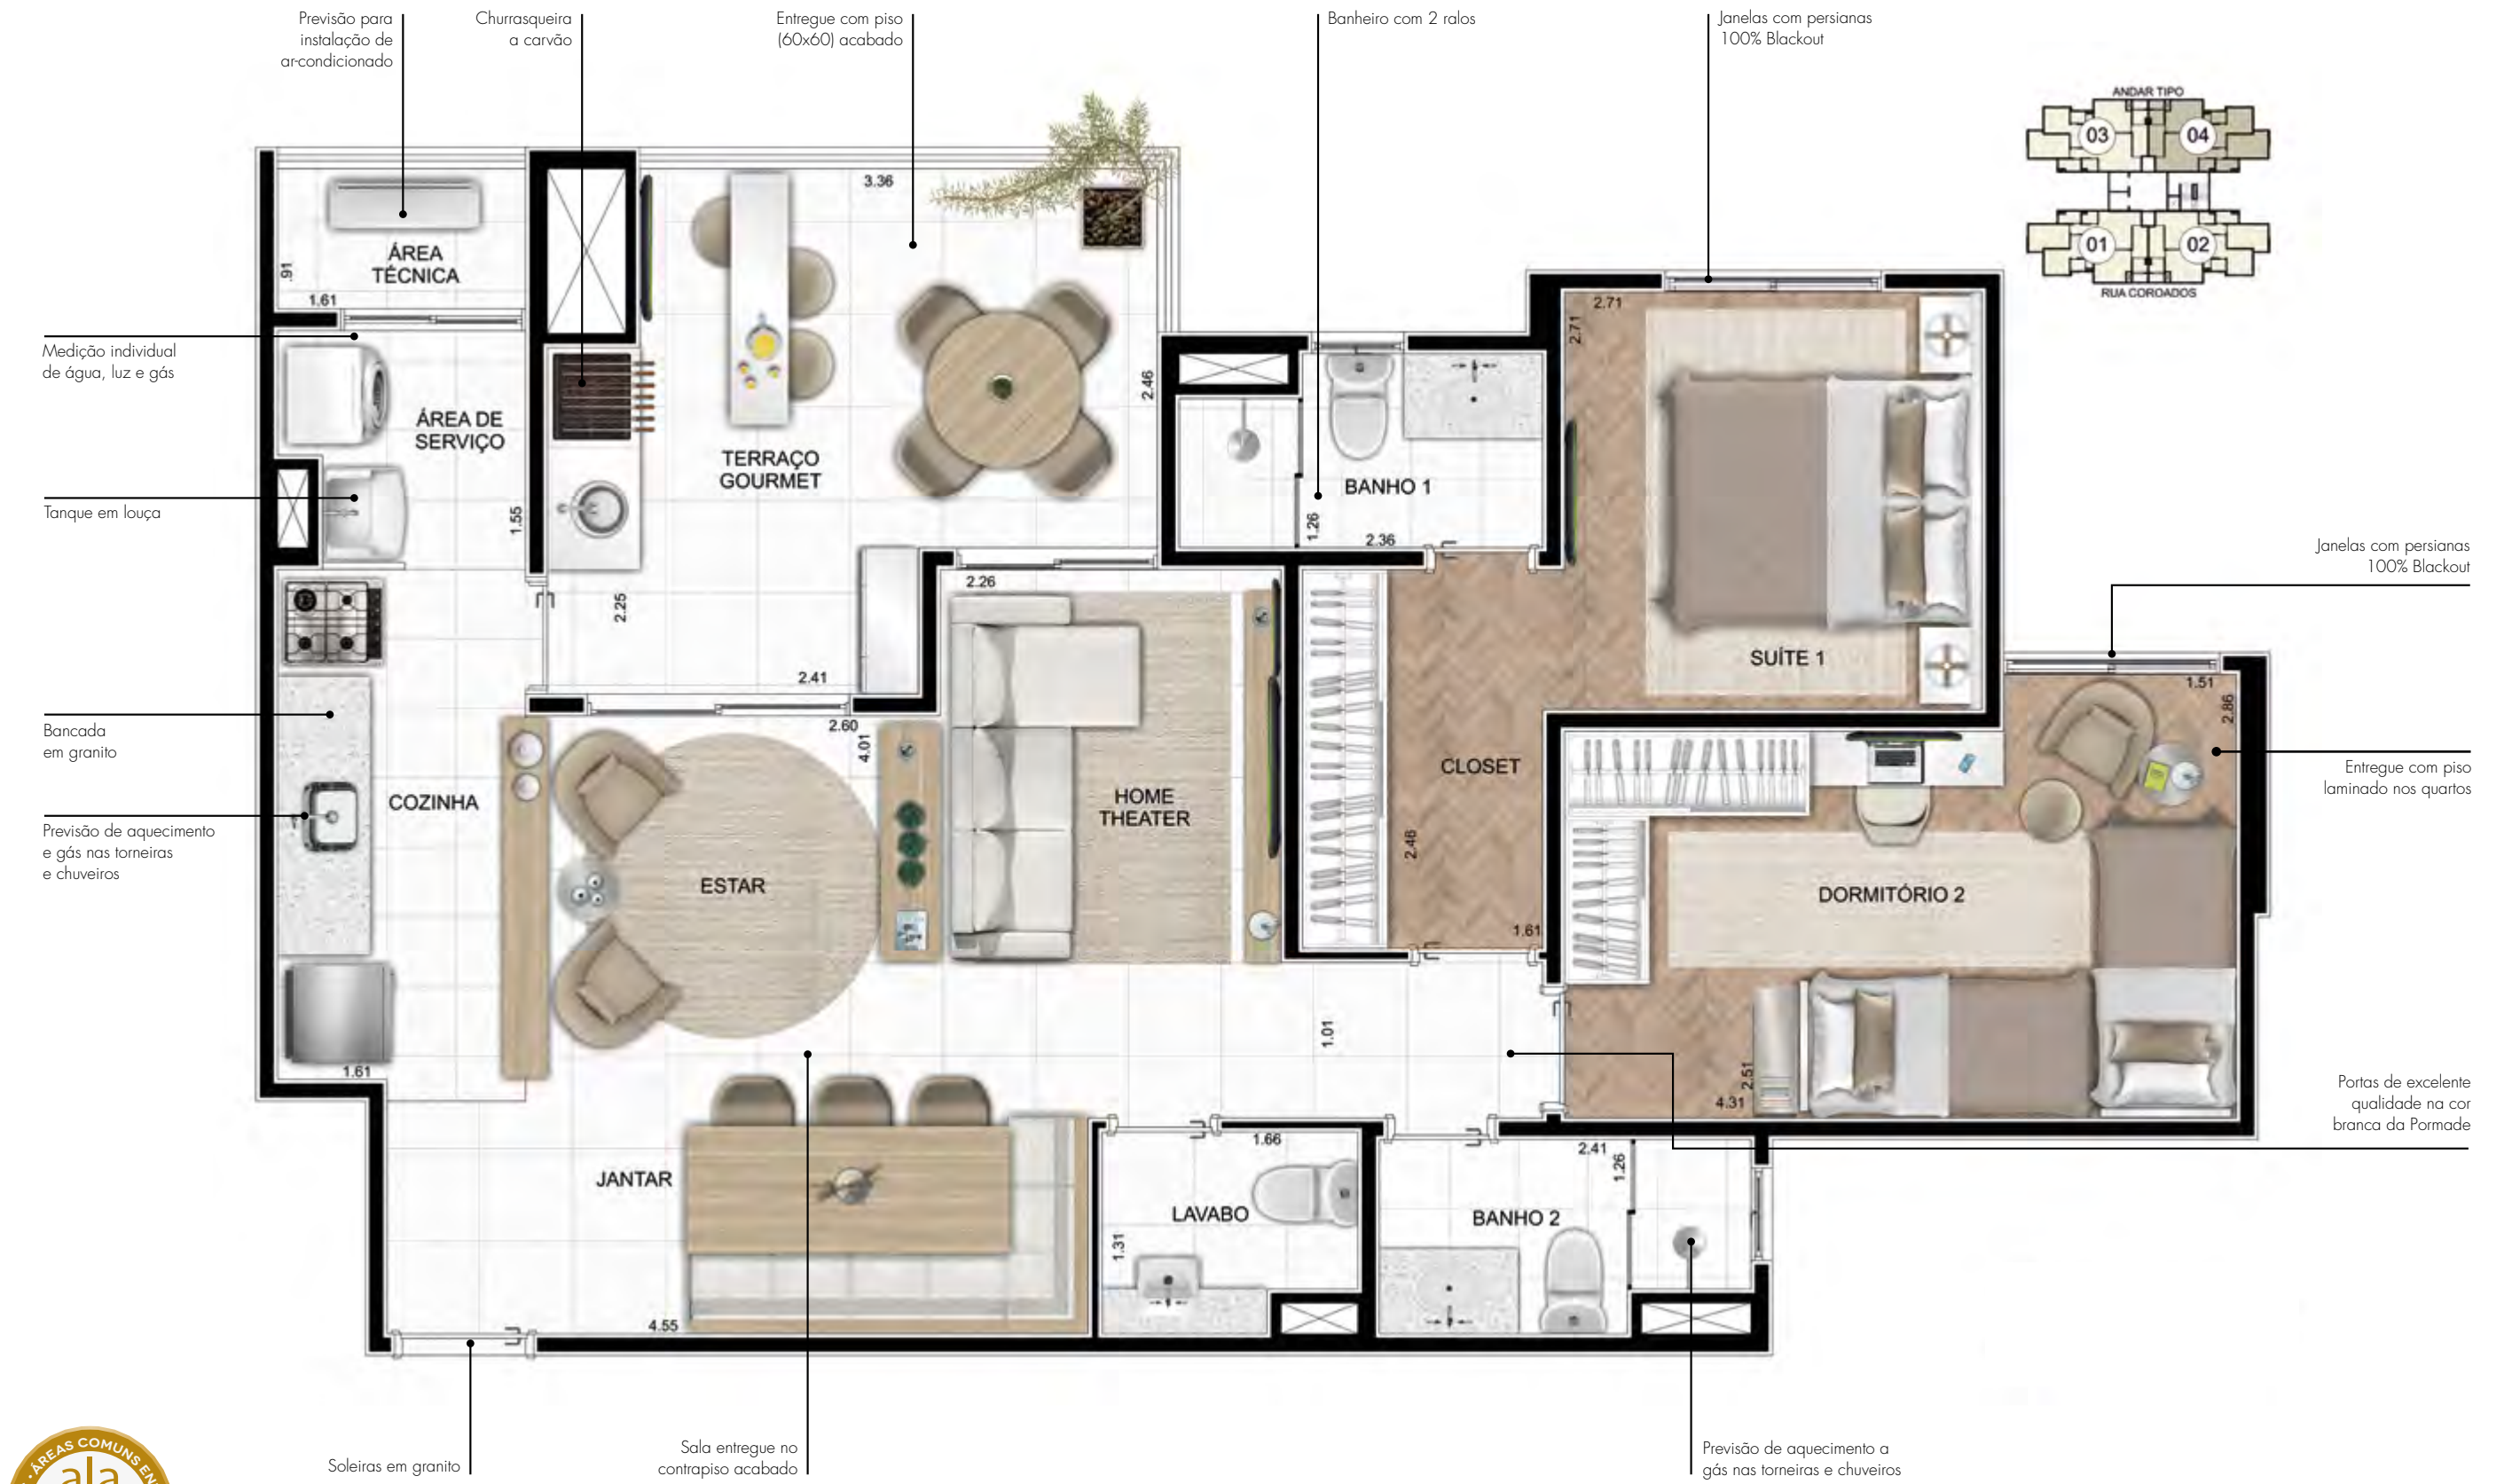 Previsão para
instalação de
ar-condicionado
Churrasqueira
a carvão
Entregue com piso
(60x60) acabado
Banheiro com 2 ralos
Janelas com persianas
100% Blackout
ANDAR TIPO
03
04
01
02
RUA COROADOS
ÁREA
TÉCNICA
.91
1.61
3.36
2.46
Medição individual
de água, luz e gás
ÁREA DE
SERVIÇO
1.55
Tanque em louça
TERRAÇO
GOURMET
2.25
2.41
BANHO 1
1.26
2.36
2.71
2.71
SUÍTE 1
Janelas com persianas
100% Blackout
2.26
2.60
4.01
Bancada
em granito
COZINHA
1.61
Previsão de aquecimento
e gás nas torneiras
e chuveiros
ESTAR
HOME
THEATER
CLOSET
2.46
1.61
1.51
2.86
DORMITÓRIO 2
Entregue com piso
laminado nos quartos
1.01
2.51
4.31
Portas de excelente
qualidade na cor
branca da Pormade
JANTAR
4.55
LAVABO
1.66
1.31
BANHO 2
2.41
1.26
Soleiras em granito
Sala entregue no
contrapiso acabado
Previsão de aquecimento a
gás nas torneiras e chuveiros
ÁREAS COMUNS
ala